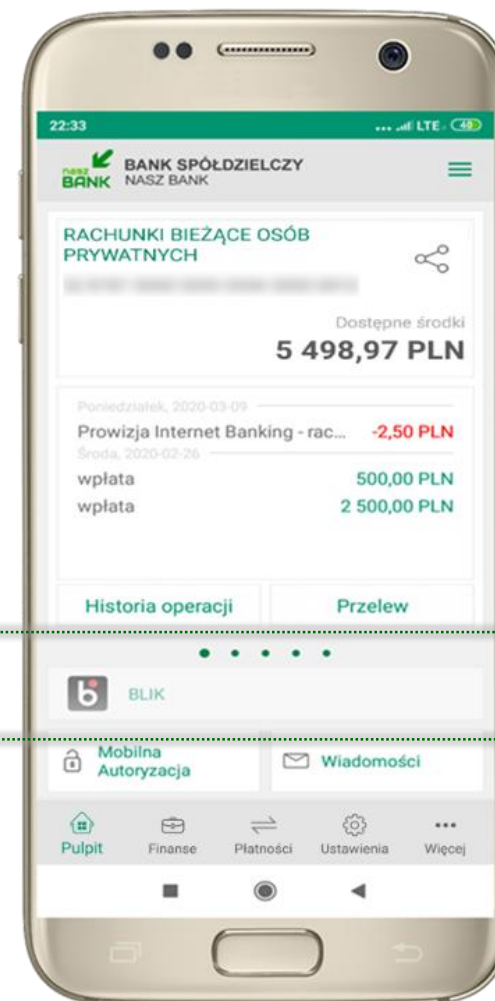 22:33
LTE 40
nasz
BANK
BANK SPÓŁDZIELCZY
NASZ BANK
RACHUNKI BIEŻĄCE OSÓB
PRYWATNYCH
Dostępne środki
5 498,97 PLN
Poniedziałek, 2020-03-09
Prowizja Internet Banking - rac... -2,50 PLN
Środa, 2020-02-26
wpłata 500,00 PLN
wpłata 2 500,00 PLN
Historia operacji Przelew
b BLIK
Mobilna
Autoryzacja
Wiadomości
Pulpit Finanse Płatności Ustawienia Więcej